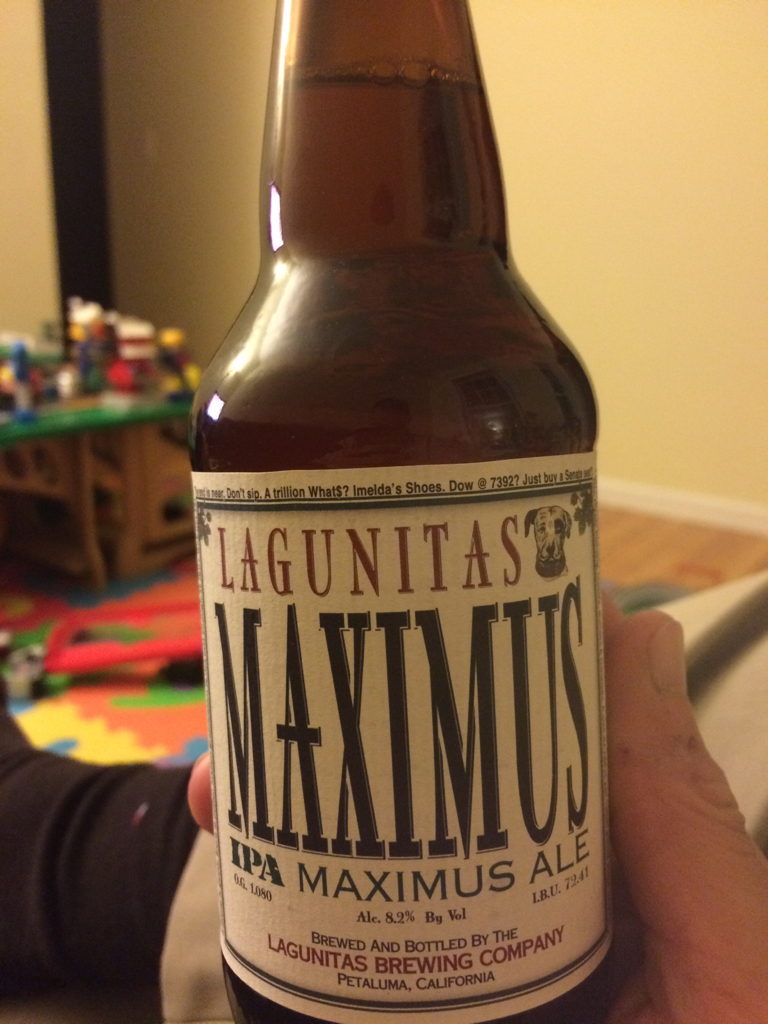 is near. Don't sip. A trillion What$? Imelda's Shoes. Dow @ 7392? Just buy a Senate
LAGUNITAS
MAXIMUS
IPA MAXIMUS ALE
O.G. 1.080 I.B.U. 72.41
Alc. 8.2% By Vol
BREWED AND BOTTLED BY THE
LAGUNITAS BREWING COMPANY
PETALUMA, CALIFORNIA